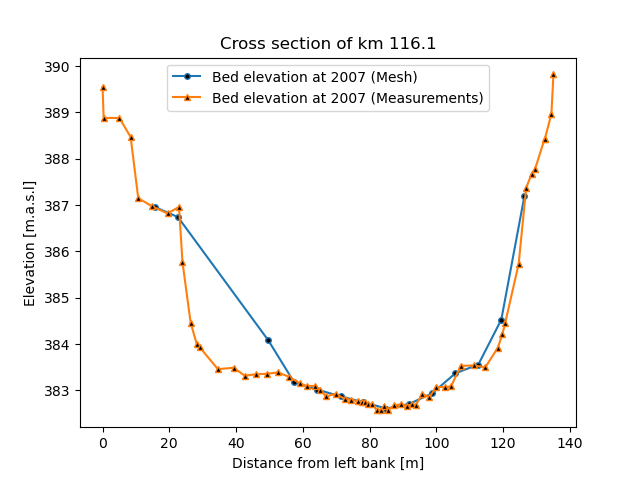 Cross section of km 116.1
Bed elevation at 2007 (Mesh)
Bed elevation at 2007 (Measurements)
Elevation [m.a.s.l]
390
389
388
387
386
385
384
383
0 20 40 60 80 100 120 140
Distance from left bank [m]